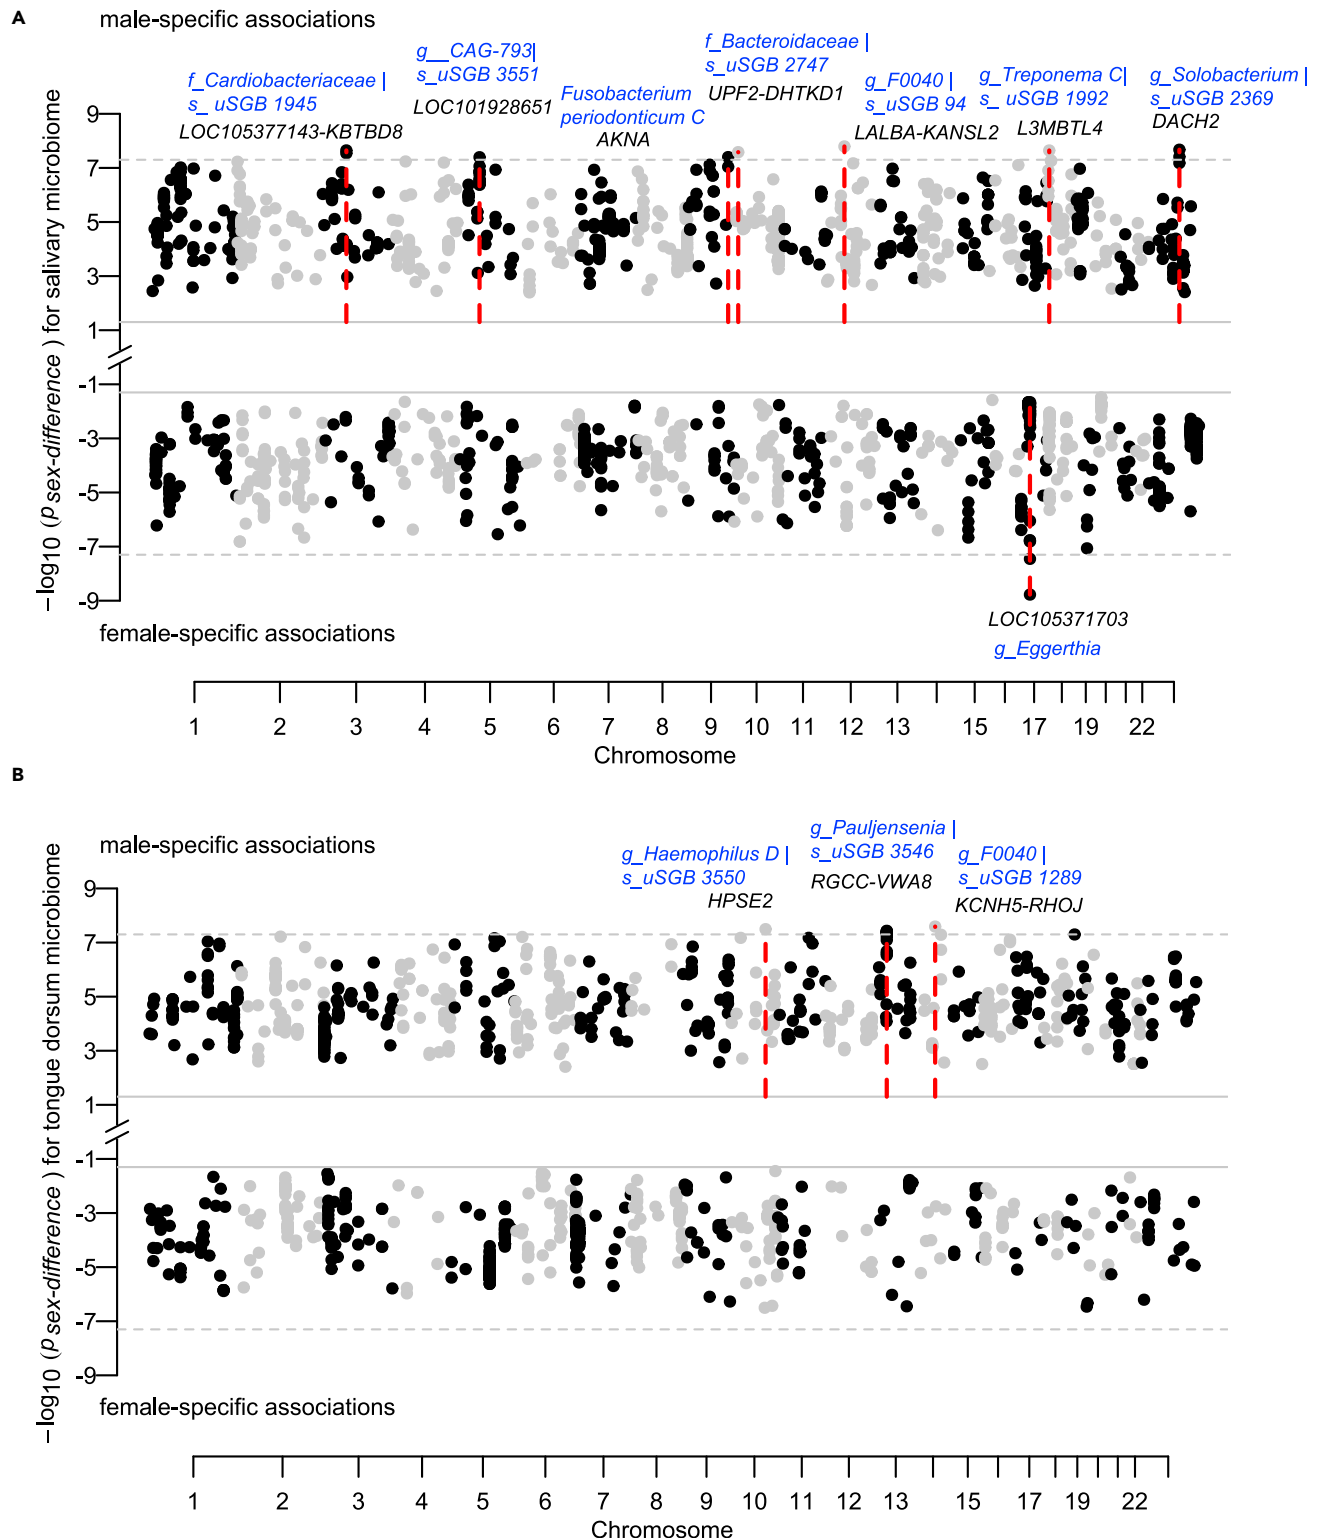 A
male-specific associations
f_Cardiobacteriaceae |
s_uSGB 1945
LOC105377143-KBTBD8
g__CAG-793|
s_uSGB 3551
LOC101928651
Fusobacterium
periodonticum C
AKNA
f_Bacteroidaceae |
s_uSGB 2747
UPF2-DHTKD1
g_F0040 |
s_uSGB 94
LALBA-KANSL2
g_Treponema C|
s_uSGB 1992
L3MBTL4
g_Solobacterium |
s_uSGB 2369
DACH2
−log10 (p sex-difference ) for salivary microbiome
9
7
5
3
1
-1
-3
-5
-7
-9
LOC105371703
g_Eggerthia
female-specific associations
1 2 3 4 5 6 7 8 9 10 11 12 13 15 17 19 22
Chromosome
B
male-specific associations
g_Haemophilus D |
s_uSGB 3550
HPSE2
g_Pauljensenia |
s_uSGB 3546
RGCC-VWA8
g_F0040 |
s_uSGB 1289
KCNH5-RHOJ
−log10 (p sex-difference ) for tongue dorsum microbiome
9
7
5
3
1
-1
-3
-5
-7
-9
female-specific associations
1 2 3 4 5 6 7 8 9 10 11 12 13 15 17 19 22
Chromosome